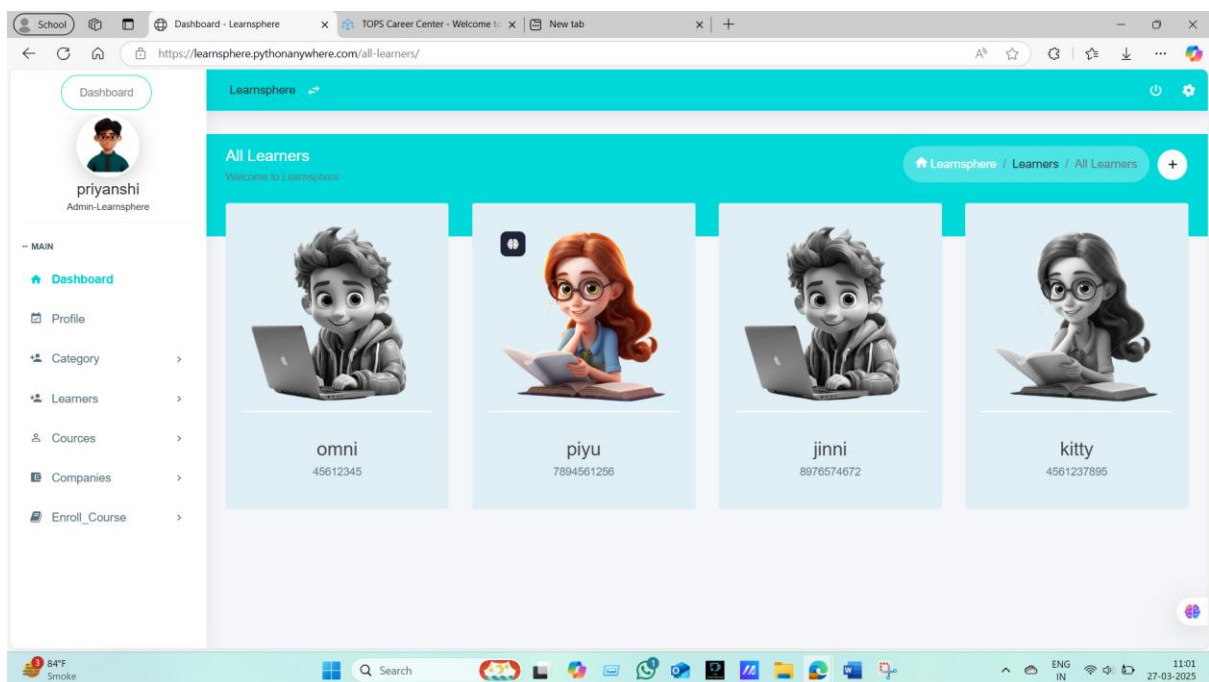 School
Dashboard - Learnsphere
TOPS Career Center - Welcome to
New tab
https://learnsphere.pythonanywhere.com/all-learners/
Dashboard
priyanshi
Admin-Learnsphere
-- MAIN
Dashboard
Profile
Category
Learners
Cources
Companies
Enroll_Course
Learnsphere
All Learners
Welcome to Learnsphere
Learnsphere / Learners / All Learners
omni
45612345
piyu
7894561256
jinni
8976574672
kitty
4561237895
3
84°F
Smoke
Search
ENG
IN
11:01
27-03-2025